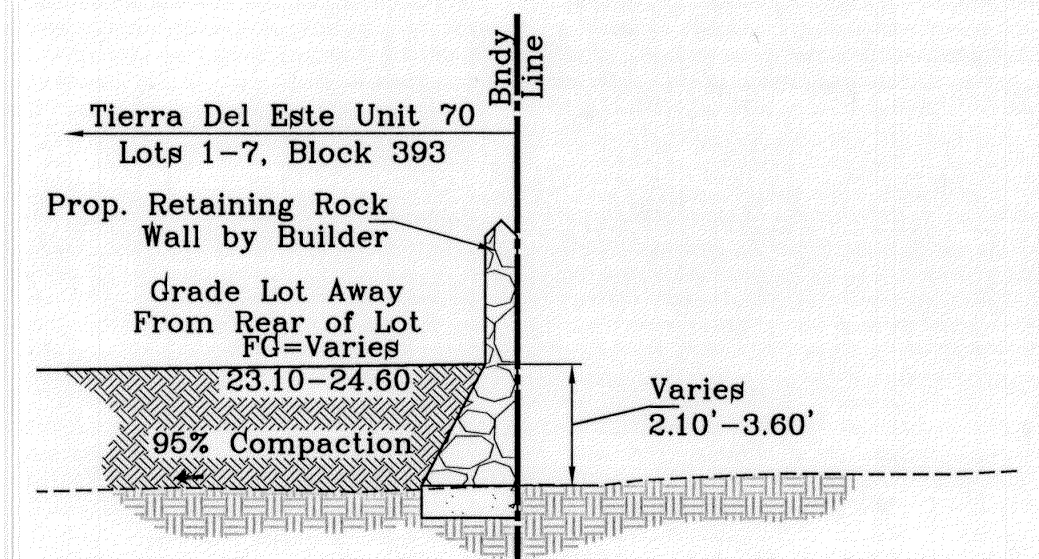 Bndy
Line
Tierra Del Este Unit 70
Lots 1-7, Block 393
Prop. Retaining Rock
Wall by Builder
Grade Lot Away
From Rear of Lot
FG=Varies
23.10-24.60
Varies
2.10'-3.60'
95% Compaction